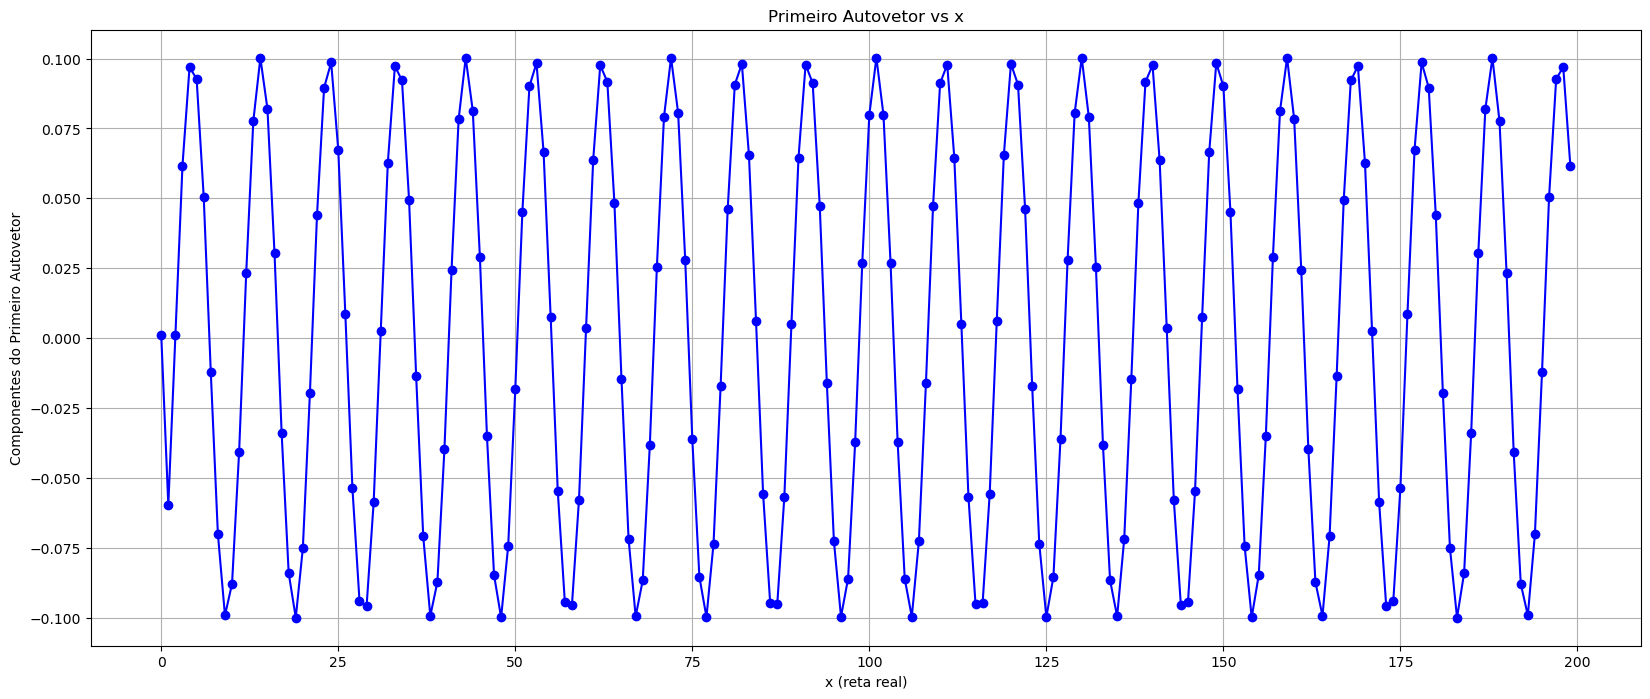 Primeiro Autovetor vs x
Componentes do Primeiro Autovetor
0.100
0.075
0.050
0.025
0.000
−0.025
−0.050
−0.075
−0.100
0 25 50 75 100 125 150 175 200
x (reta real)